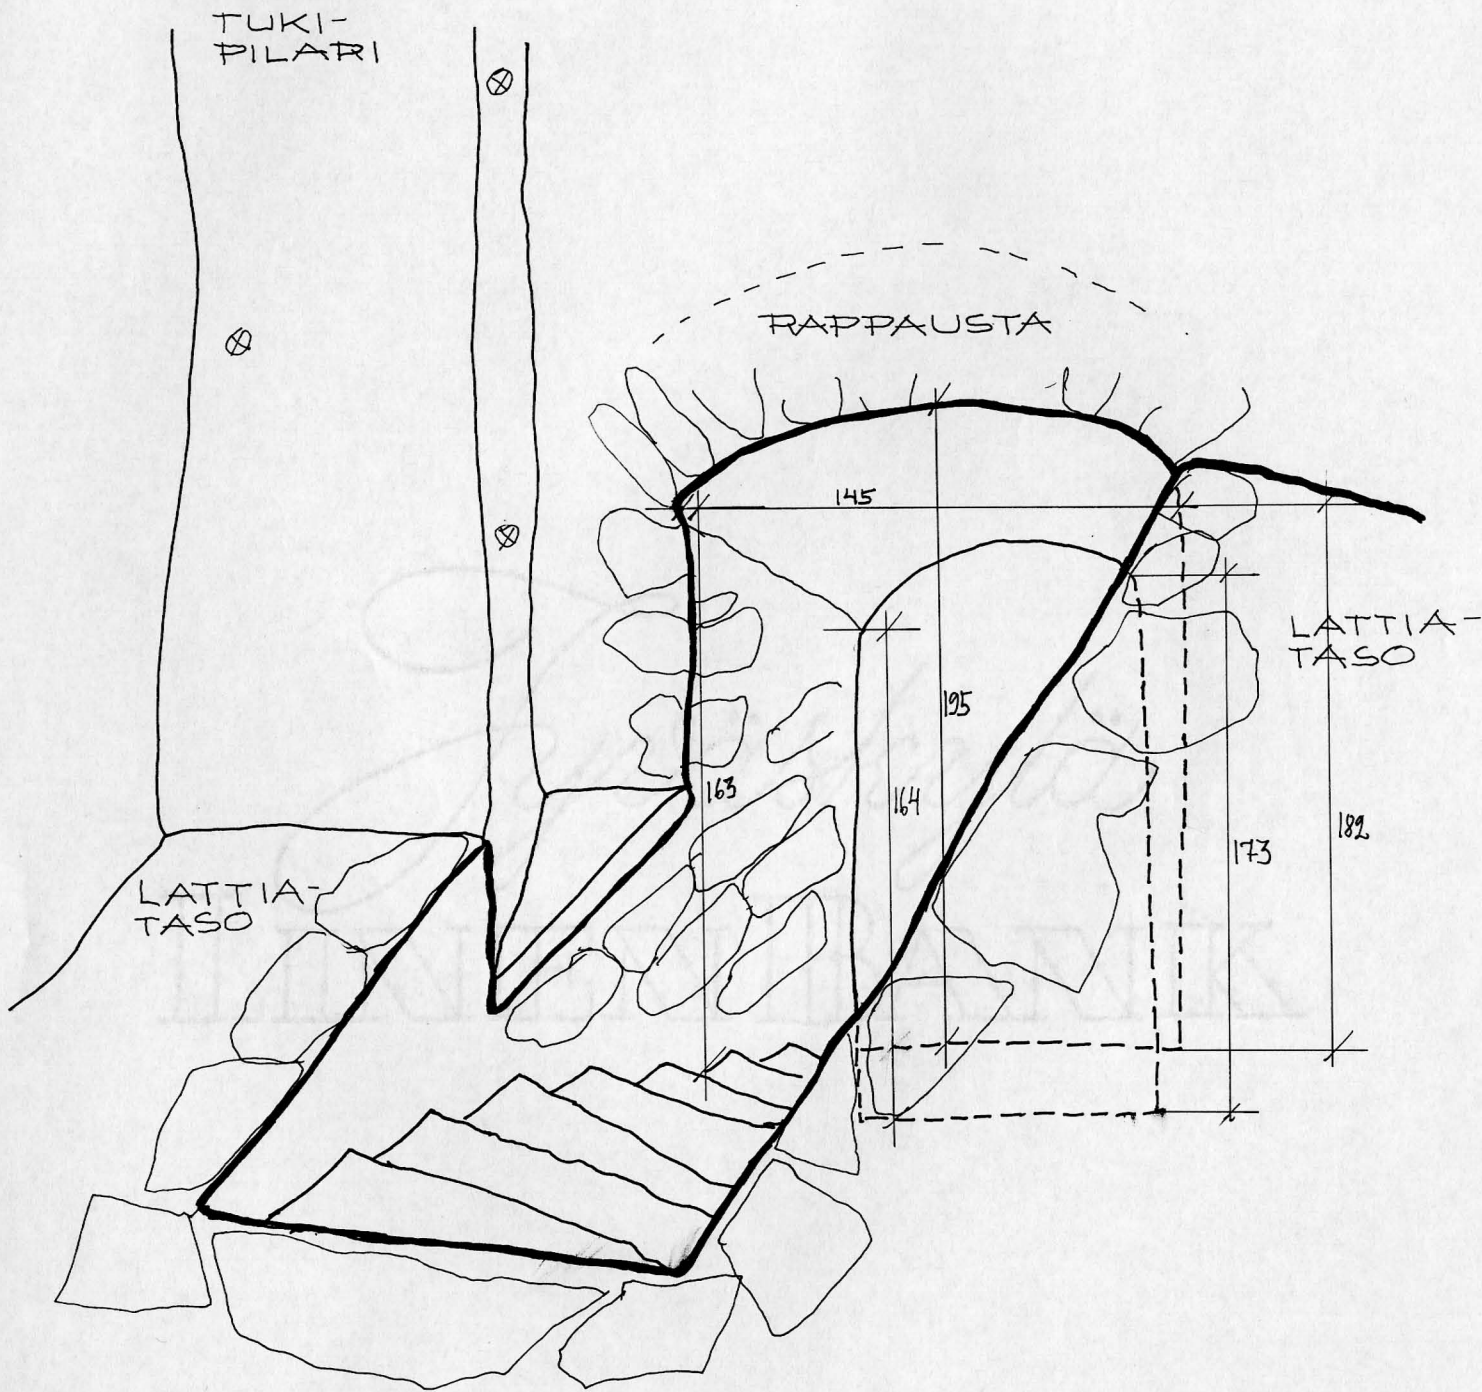 TUKI-
PILARI
RAPPAUSTA
145
LATTIA-
TASO
195
163
164
182
173
LATTIA-
TASO